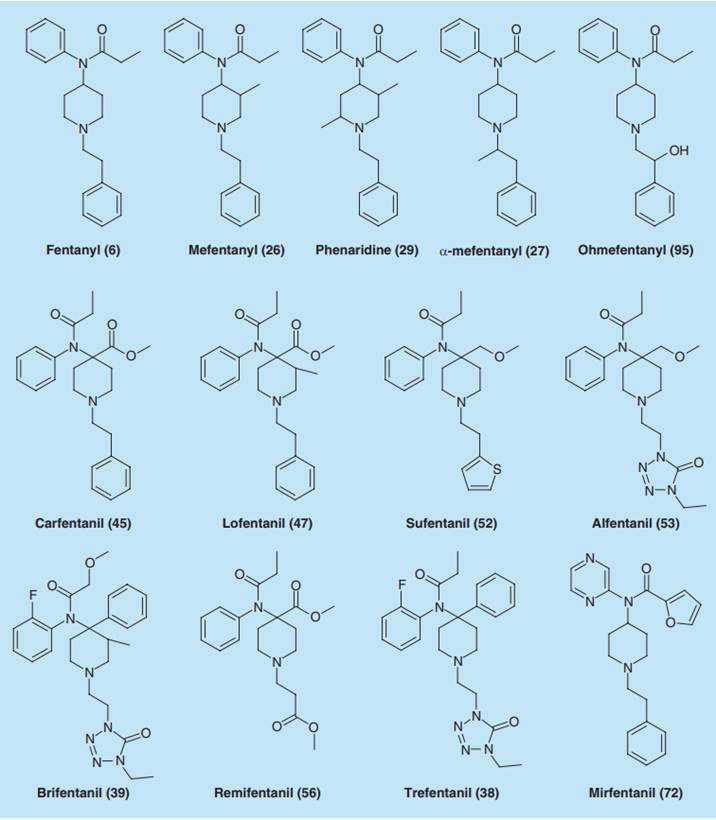 O
N
N
Fentanyl (6)
O
N
N
Mefentanyl (26)
O
N
N
Phenaridine (29)
O
N
N
α-mefentanyl (27)
O
N
N
OH
Ohmefentanyl (95)
O
O
N
O
N
Carfentanil (45)
O
O
N
O
N
Lofentanil (47)
O
N
O
N
S
Sufentanil (52)
O
N
O
N
N
N
O
N–N
Alfentanil (53)
O
F
O
N
N
N
N
O
N–N
Brifentanil (39)
O
O
N
O
N
O
O
Remifentanil (56)
F
O
N
N
N
N
O
N–N
Trefentanil (38)
N
O
N
N
O
N
Mirfentanil (72)